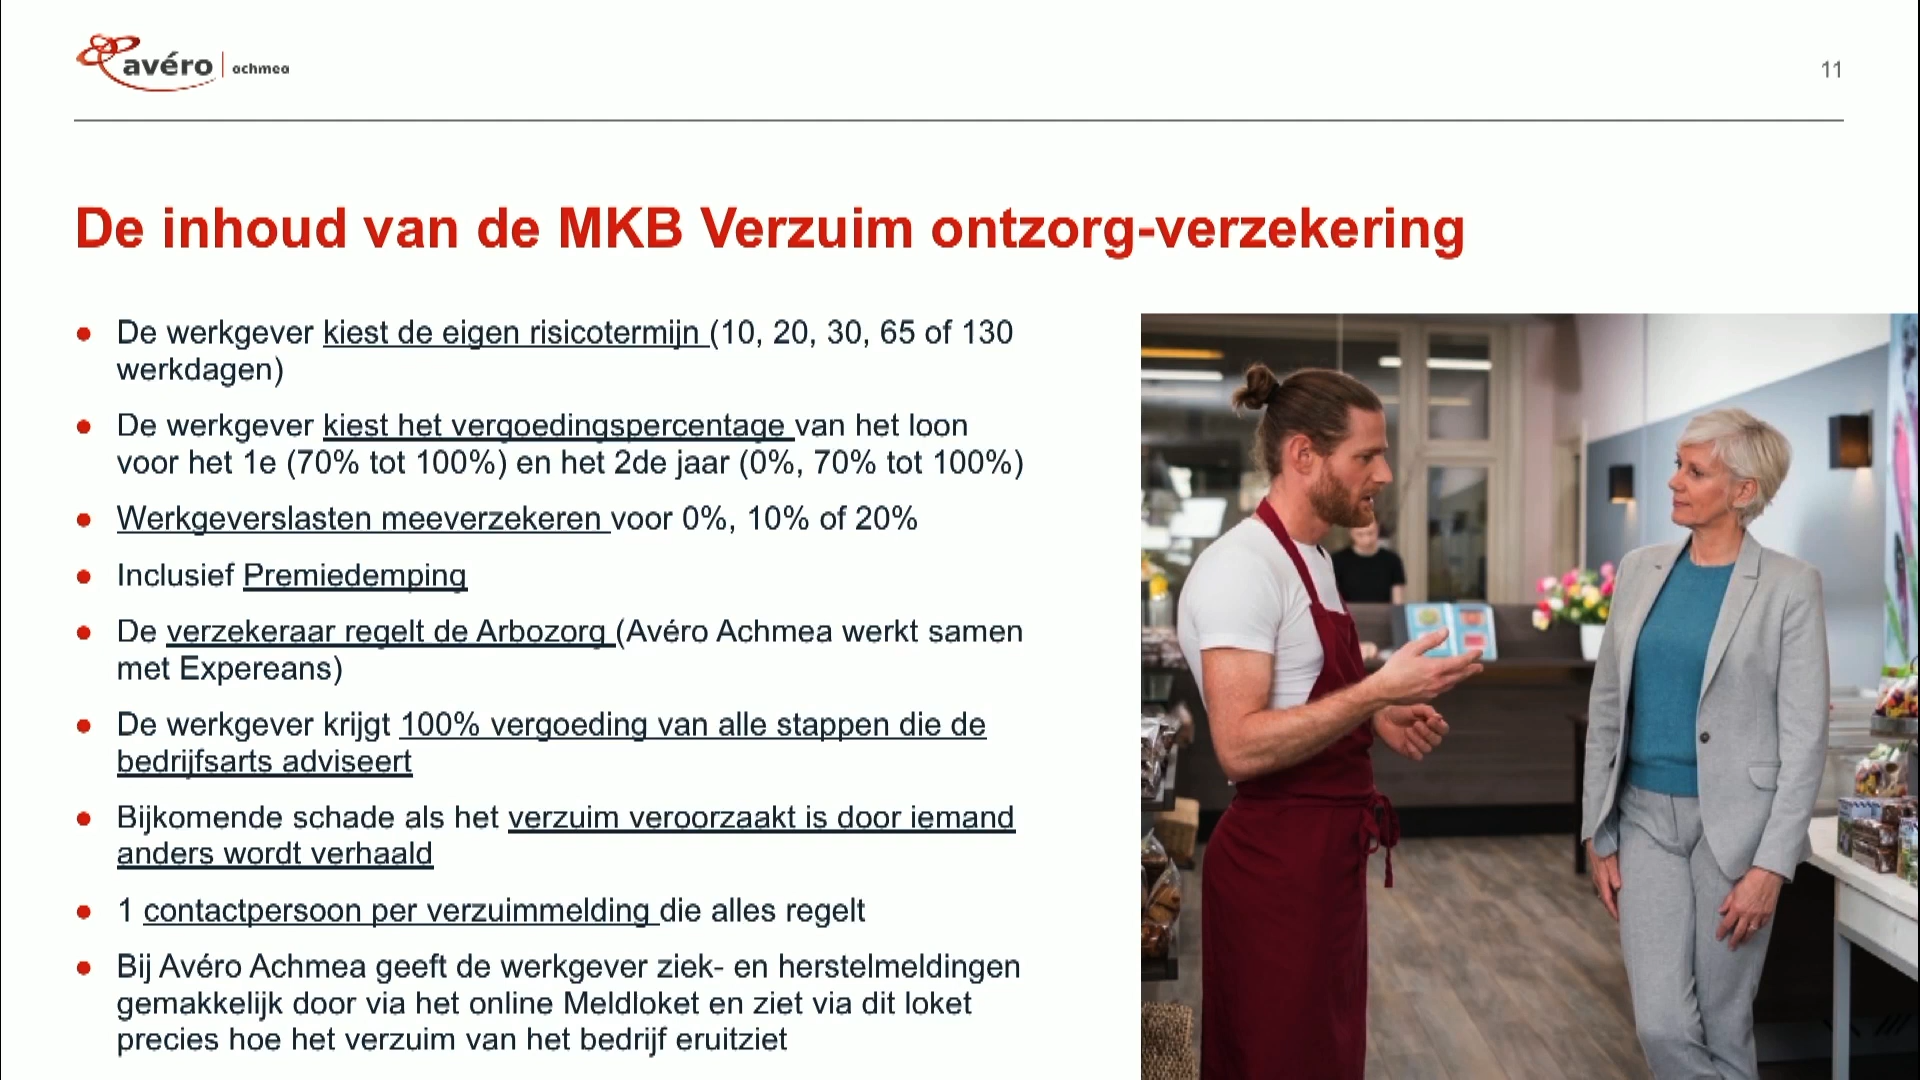 avéro | achmea
11
De inhoud van de MKB Verzuim ontzorg-verzekering
● De werkgever kiest de eigen risicotermijn (10, 20, 30, 65 of 130
werkdagen)
● De werkgever kiest het vergoedingspercentage van het loon
voor het 1e (70% tot 100%) en het 2de jaar (0%, 70% tot 100%)
● Werkgeverslasten meeverzekeren voor 0%, 10% of 20%
● Inclusief Premiedemping
● De verzekeraar regelt de Arbozorg (Avéro Achmea werkt samen
met Expereans)
● De werkgever krijgt 100% vergoeding van alle stappen die de
bedrijfsarts adviseert
● Bijkomende schade als het verzuim veroorzaakt is door iemand
anders wordt verhaald
● 1 contactpersoon per verzuimmelding die alles regelt
● Bij Avéro Achmea geeft de werkgever ziek- en herstelmeldingen
gemakkelijk door via het online Meldloket en ziet via dit loket
precies hoe het verzuim van het bedrijf eruitziet